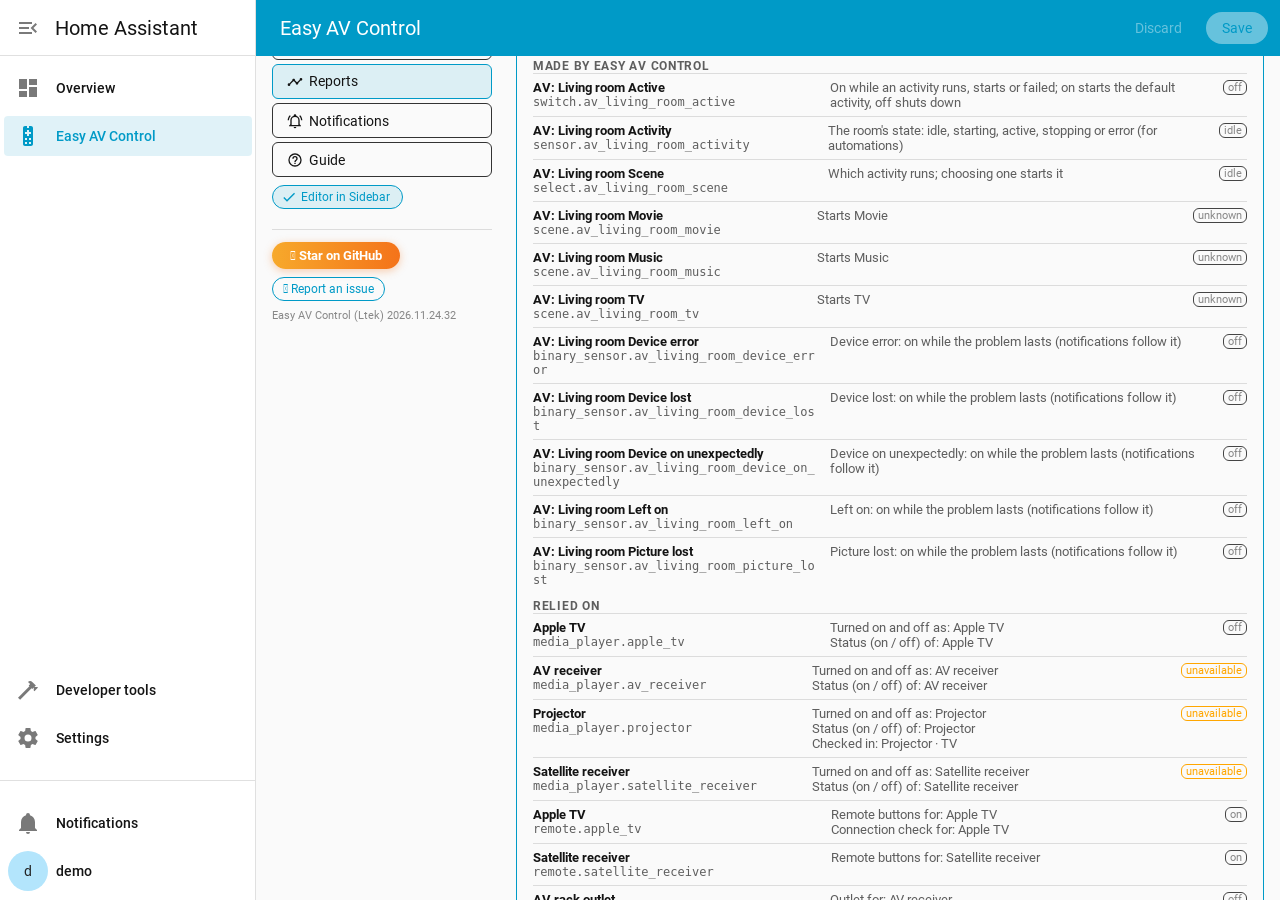 Home Assistant
Easy AV Control
Discard
Save
Overview
Easy AV Control
Developer tools
Settings
Notifications
d
demo
Reports
Notifications
Guide
Editor in Sidebar
Star on GitHub
Report an issue
Easy AV Control (Ltek) 2026.11.24.32
MADE BY EASY AV CONTROL
AV: Living room Active
switch.av_living_room_active
On while an activity runs, starts or failed; on starts the default
activity, off shuts down
off
AV: Living room Activity
sensor.av_living_room_activity
The room's state: idle, starting, active, stopping or error (for
automations)
idle
AV: Living room Scene
select.av_living_room_scene
Which activity runs; choosing one starts it
idle
AV: Living room Movie
scene.av_living_room_movie
Starts Movie
unknown
AV: Living room Music
scene.av_living_room_music
Starts Music
unknown
AV: Living room TV
scene.av_living_room_tv
Starts TV
unknown
AV: Living room Device error
binary_sensor.av_living_room_device_err
or
Device error: on while the problem lasts (notifications follow it)
off
AV: Living room Device lost
binary_sensor.av_living_room_device_los
t
Device lost: on while the problem lasts (notifications follow it)
off
AV: Living room Device on unexpectedly
binary_sensor.av_living_room_device_on_
unexpectedly
Device on unexpectedly: on while the problem lasts (notifications
follow it)
off
AV: Living room Left on
binary_sensor.av_living_room_left_on
Left on: on while the problem lasts (notifications follow it)
off
AV: Living room Picture lost
binary_sensor.av_living_room_picture_lo
st
Picture lost: on while the problem lasts (notifications follow it)
off
RELIED ON
Apple TV
media_player.apple_tv
Turned on and off as: Apple TV
Status (on / off) of: Apple TV
off
AV receiver
media_player.av_receiver
Turned on and off as: AV receiver
Status (on / off) of: AV receiver
unavailable
Projector
media_player.projector
Turned on and off as: Projector
Status (on / off) of: Projector
Checked in: Projector · TV
unavailable
Satellite receiver
media_player.satellite_receiver
Turned on and off as: Satellite receiver
Status (on / off) of: Satellite receiver
unavailable
Apple TV
remote.apple_tv
Remote buttons for: Apple TV
Connection check for: Apple TV
on
Satellite receiver
remote.satellite_receiver
Remote buttons for: Satellite receiver
on
AV rack outlet
Outlet for: AV receiver
off